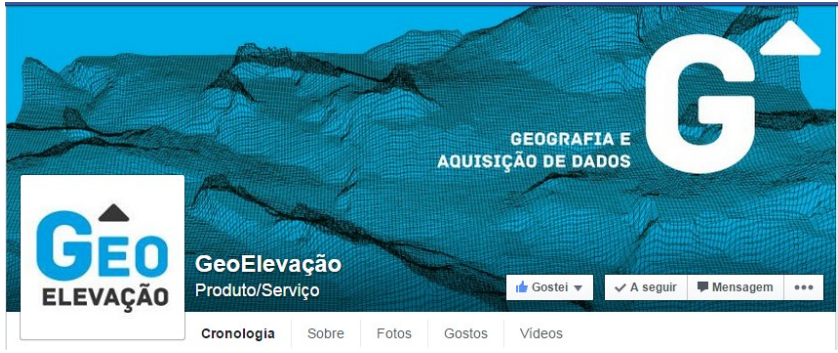 G
GEOGRAFIA E
AQUISIÇÃO DE DADOS
GEO
ELEVAÇÃO
GeoElevação
Produto/Serviço
Gostei
A seguir
Mensagem
Cronologia Sobre Fotos Gostos Vídeos